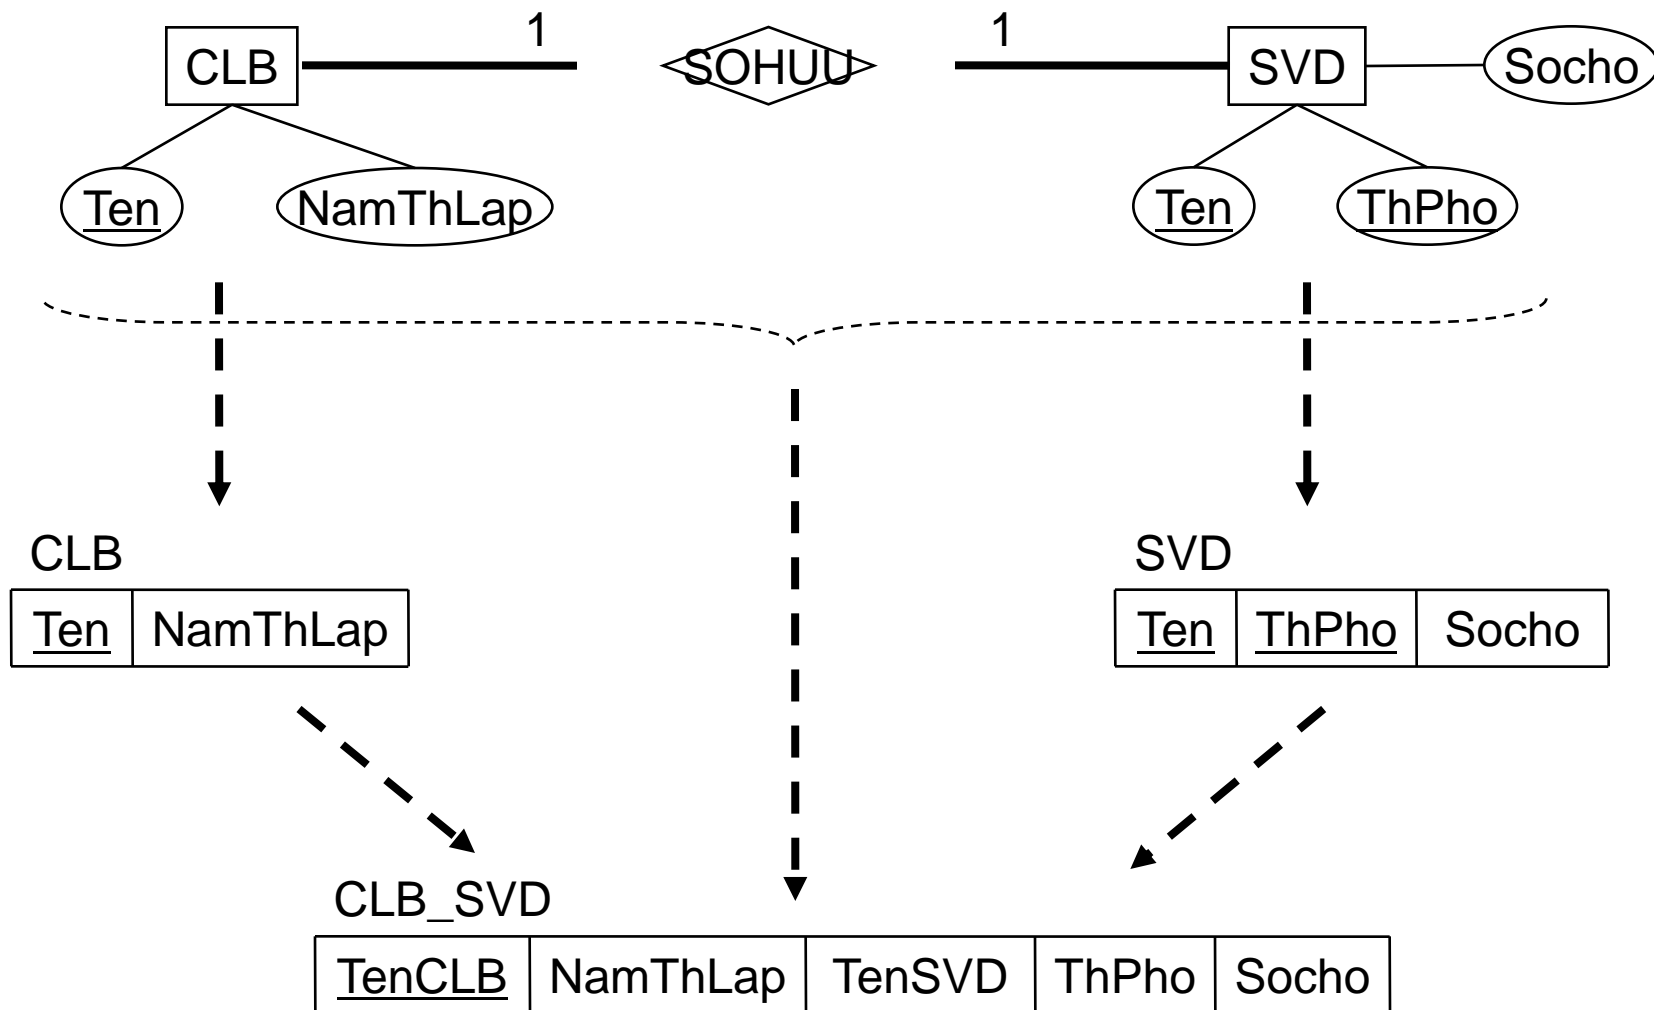 1 1
CLB SOHUU SVD Socho
Ten NamThLap Ten ThPho
CLB SVD
Ten NamThLap Ten ThPho Socho
CLB_SVD
TenCLB NamThLap TenSVD ThPho Socho